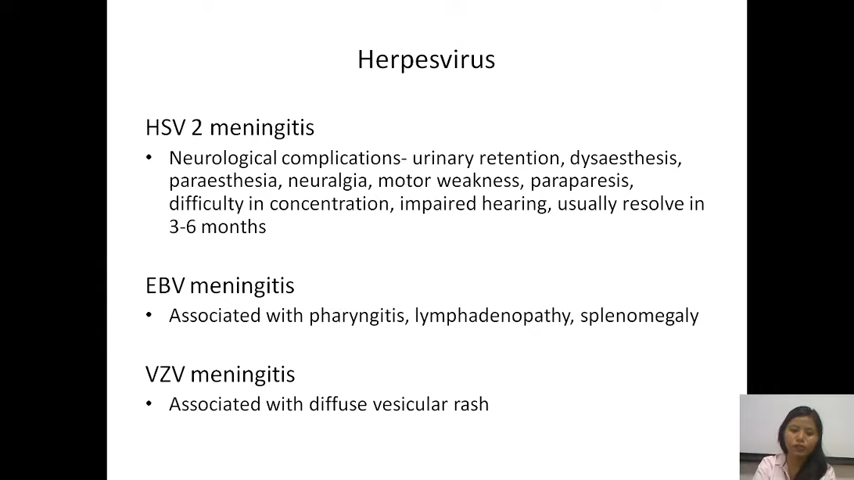 Herpesvirus
HSV 2 meningitis
• Neurological complications- urinary retention, dysaesthesis,
paraesthesia, neuralgia, motor weakness, paraparesis,
difficulty in concentration, impaired hearing, usually resolve in
3-6 months
EBV meningitis
• Associated with pharyngitis, lymphadenopathy, splenomegaly
VZV meningitis
• Associated with diffuse vesicular rash